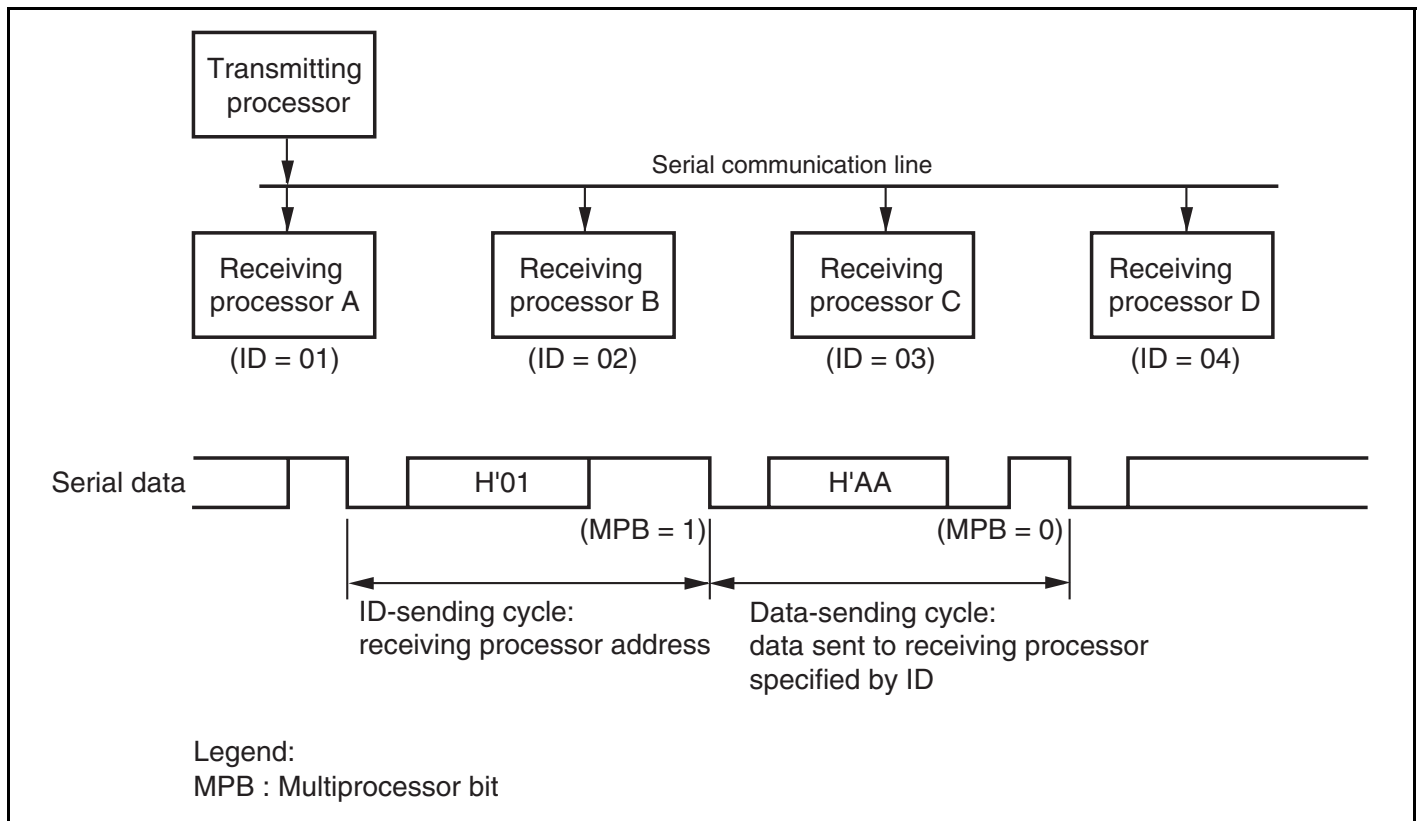 Transmitting
processor
Serial communication line
Receiving
processor A
Receiving
processor B
Receiving
processor C
Receiving
processor D
(ID = 01)
(ID = 02)
(ID = 03)
(ID = 04)
Serial data
H'01
H'AA
(MPB = 1)
(MPB = 0)
ID-sending cycle:
receiving processor address
Data-sending cycle:
data sent to receiving processor
specified by ID
Legend:
MPB : Multiprocessor bit